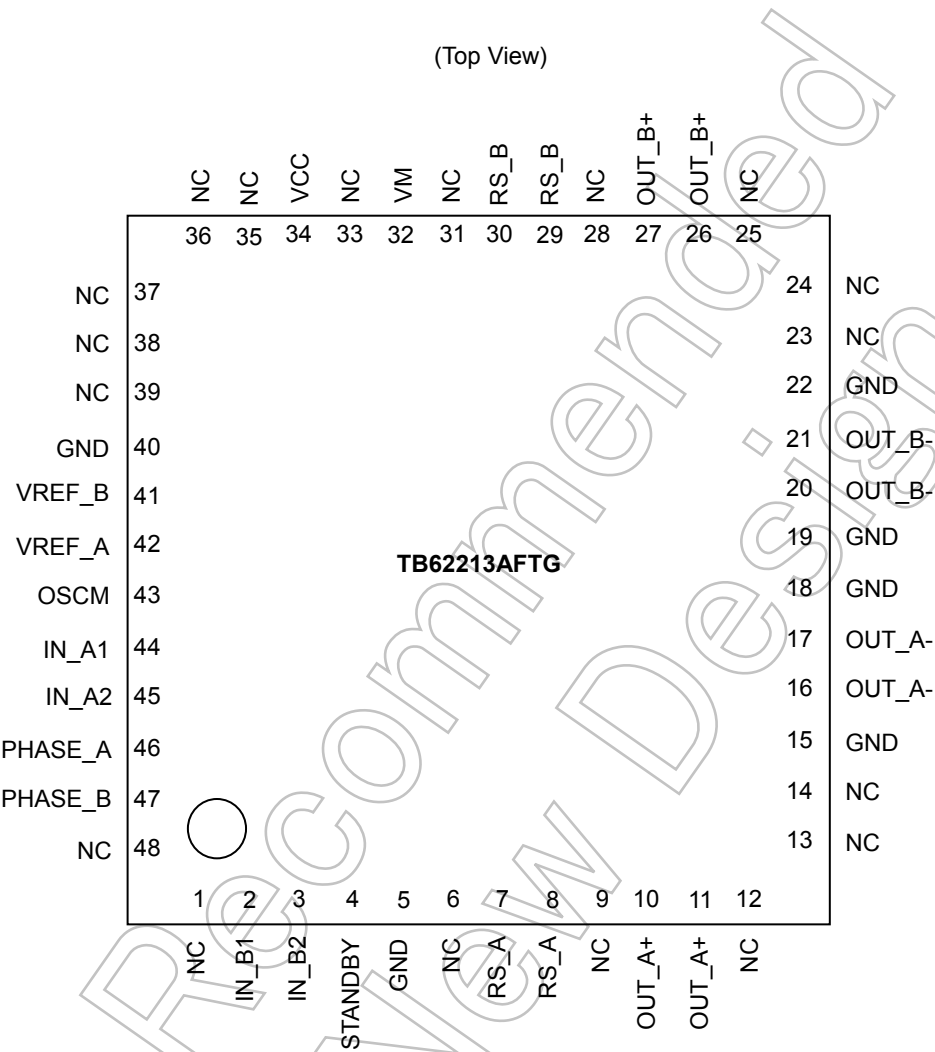 (Top View)
NC NC VCC NC VM NC RS_B RS_B NC OUT_B+ OUT_B+ NC
36 35 34 33 32 31 30 29 28 27 26 25
NC 37
NC 38
NC 39
GND 40
VREF_B 41
VREF_A 42
OSCM 43
IN_A1 44
IN_A2 45
PHASE_A 46
PHASE_B 47
NC 48
TB62213AFTG
24 NC
23 NC
22 GND
21 OUT_B-
20 OUT_B-
19 GND
18 GND
17 OUT_A-
16 OUT_A-
15 GND
14 NC
13 NC
1 2 3 4 5 6 7 8 9 10 11 12
NC IN_B1 IN_B2 STANDBY GND NC RS_A RS_A NC OUT_A+ OUT_A+ NC
Recommended
New Design